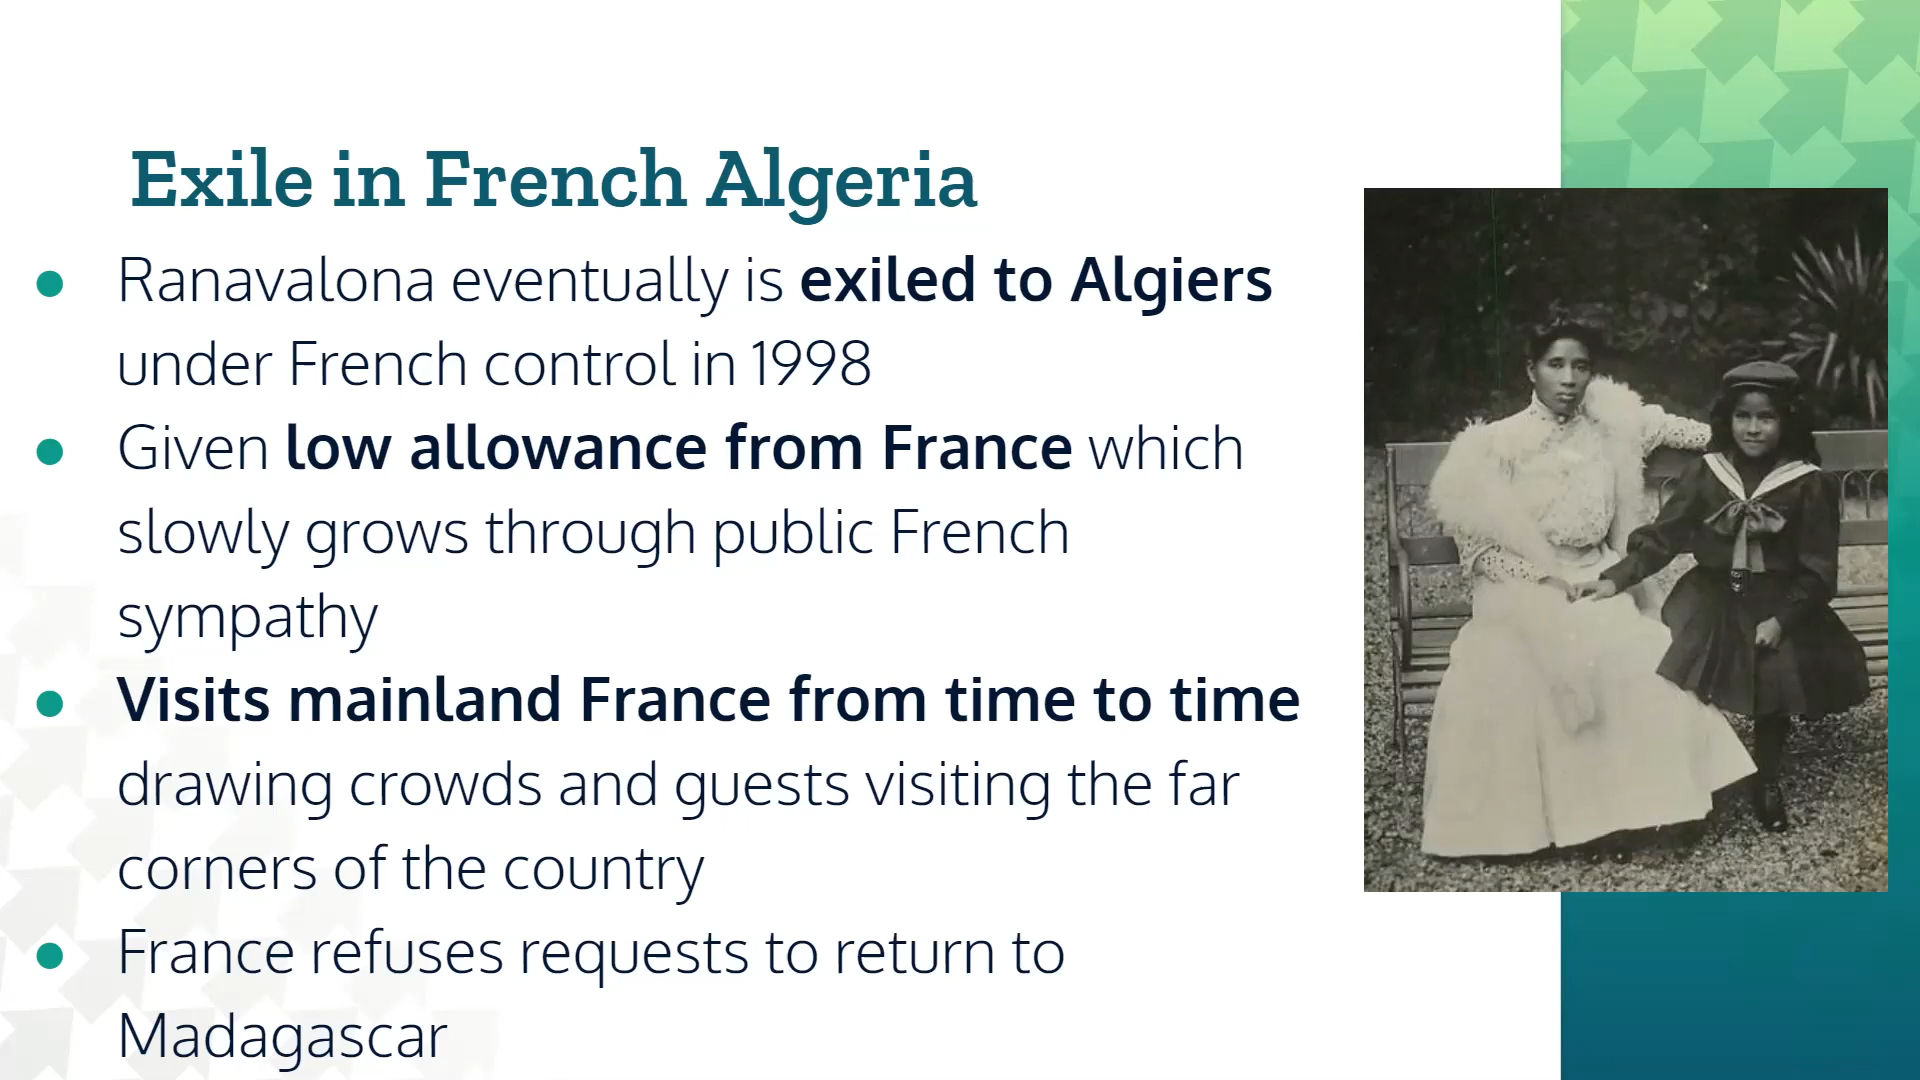 Exile in French Algeria
Ranavalona eventually is exiled to Algiers
under French control in 1998
Given low allowance from France which
slowly grows through public French
sympathy
Visits mainland France from time to time
drawing crowds and guests visiting the far
corners of the country
France refuses requests to return to
Madagascar